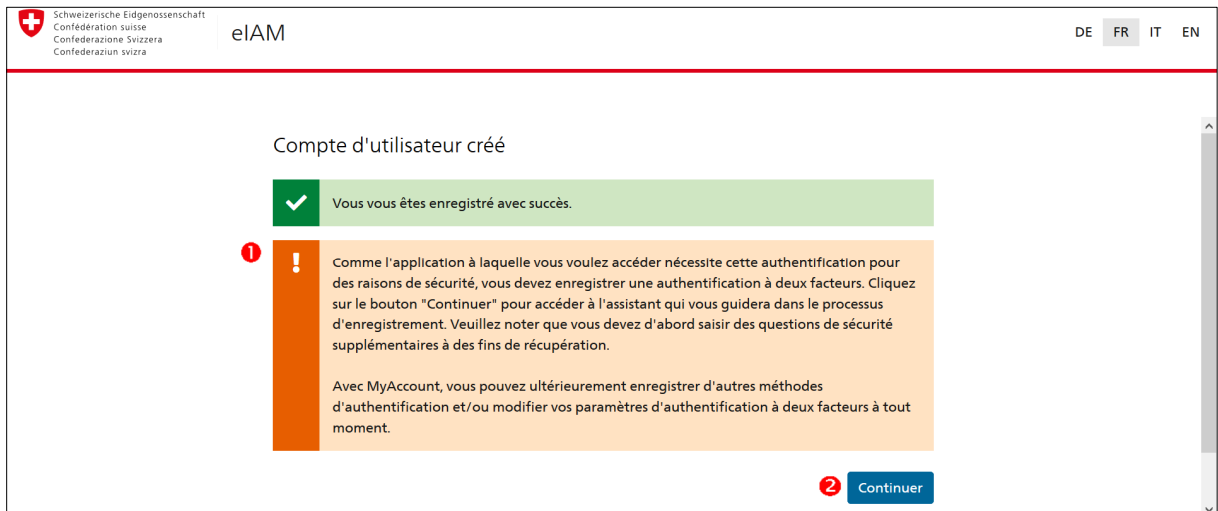 Schweizerische Eidgenossenschaft
Confédération suisse
Confederazione Svizzera
Confederaziun svizra
eIAM
DE FR IT EN
Compte d'utilisateur créé
Vous vous êtes enregistré avec succès.
1
Comme l'application à laquelle vous voulez accéder nécessite cette authentification pour
des raisons de sécurité, vous devez enregistrer une authentification à deux facteurs. Cliquez
sur le bouton "Continuer" pour accéder à l'assistant qui vous guidera dans le processus
d'enregistrement. Veuillez noter que vous devez d'abord saisir des questions de sécurité
supplémentaires à des fins de récupération.
Avec MyAccount, vous pouvez ultérieurement enregistrer d'autres méthodes
d'authentification et/ou modifier vos paramètres d'authentification à deux facteurs à tout
moment.
2 Continuer